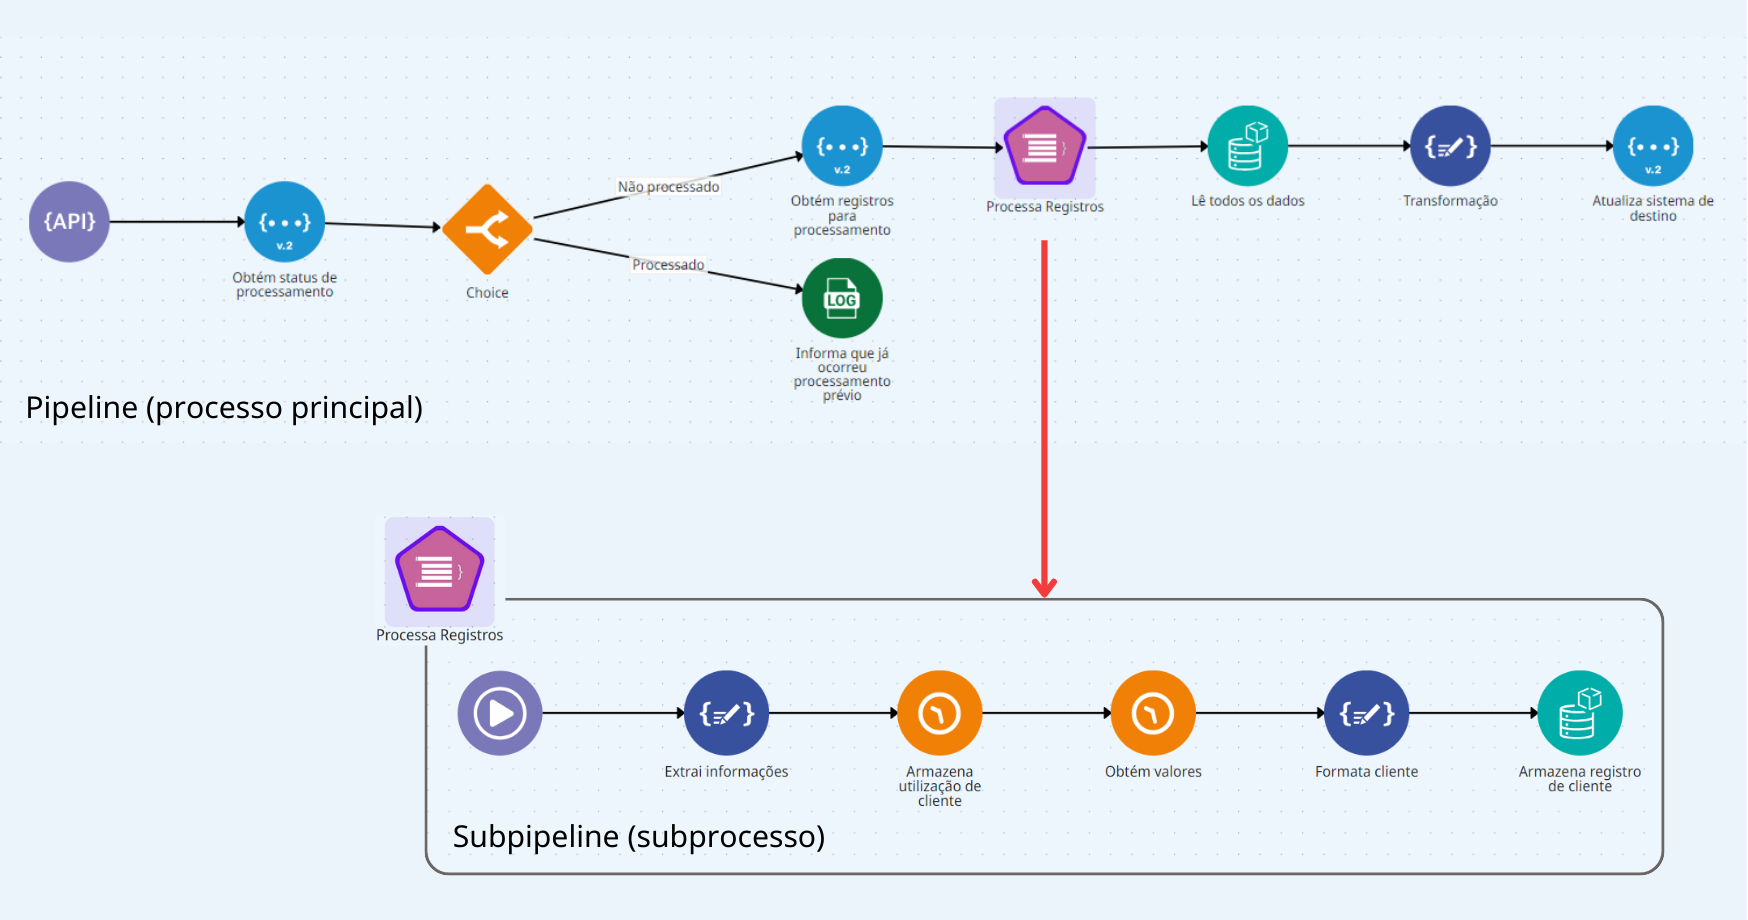 {API}
{•••}
v.2
Obtém status de
processamento
Choice
Não processado
Processado
{•••}
v.2
Obtém registros
para
processamento
LOG
Informa que já
ocorreu
processamento
prévio
}
Processa Registros
Lê todos os dados
{ }
Transformação
{•••}
v.2
Atualiza sistema de
destino
Pipeline (processo principal)
}
Processa Registros
{ }
Extrai informações
Armazena
utilização de
cliente
Obtém valores
{ }
Formata cliente
Armazena registro
de cliente
Subpipeline (subprocesso)